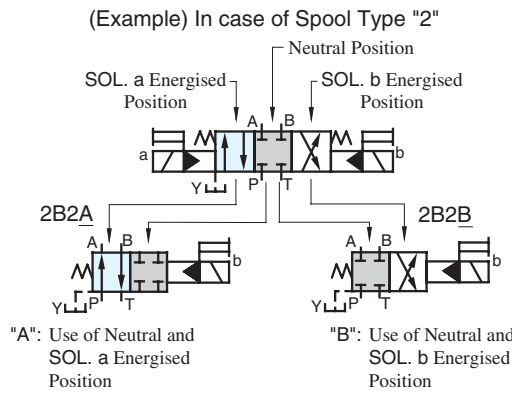 (Example) In case of Spool Type "2"
Neutral Position
SOL. a Energised
Position
SOL. b Energised
Position
A B
a
b
Y
P T
2B2A
2B2B
A B
b
Y
P T
A B
b
Y
P T
"A": Use of Neutral and
SOL. a Energised
Position
"B": Use of Neutral and
SOL. b Energised
Position